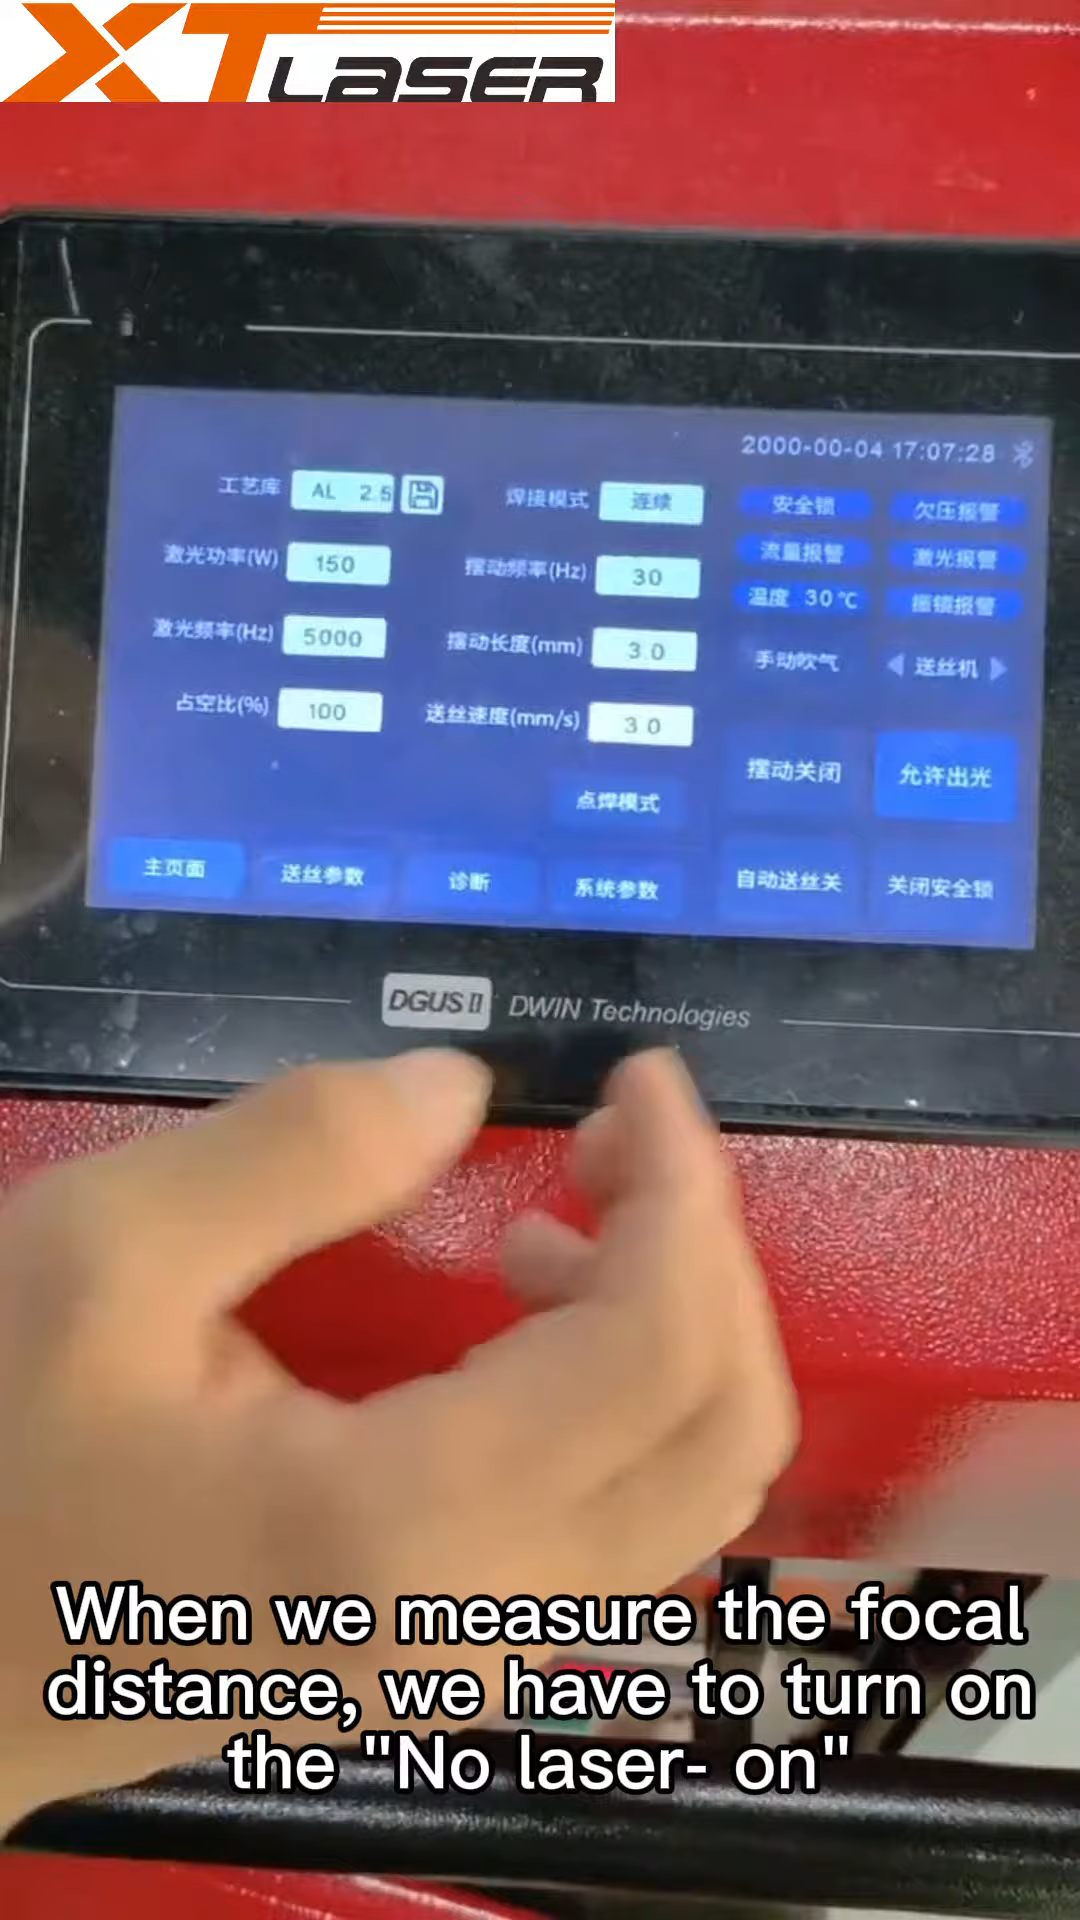 XT LASER
2000-00-04 17:07:28
工艺库 AL 2.5
焊接模式 连续
安全锁 欠压报警
激光功率(W) 150
摆动频率(Hz) 30
流量报警 激光报警
温度 30℃ 振镜报警
激光频率(Hz) 5000
摆动长度(mm) 3.0
手动吹气 送丝机
占空比(%) 100
送丝速度(mm/s) 3.0
摆动关闭 允许出光
点焊模式
主页面 送丝参数 诊断 系统参数 自动送丝关 关闭安全锁
DGUS II DWIN Technologies
When we measure the focal
distance, we have to turn on
the "No laser- on"